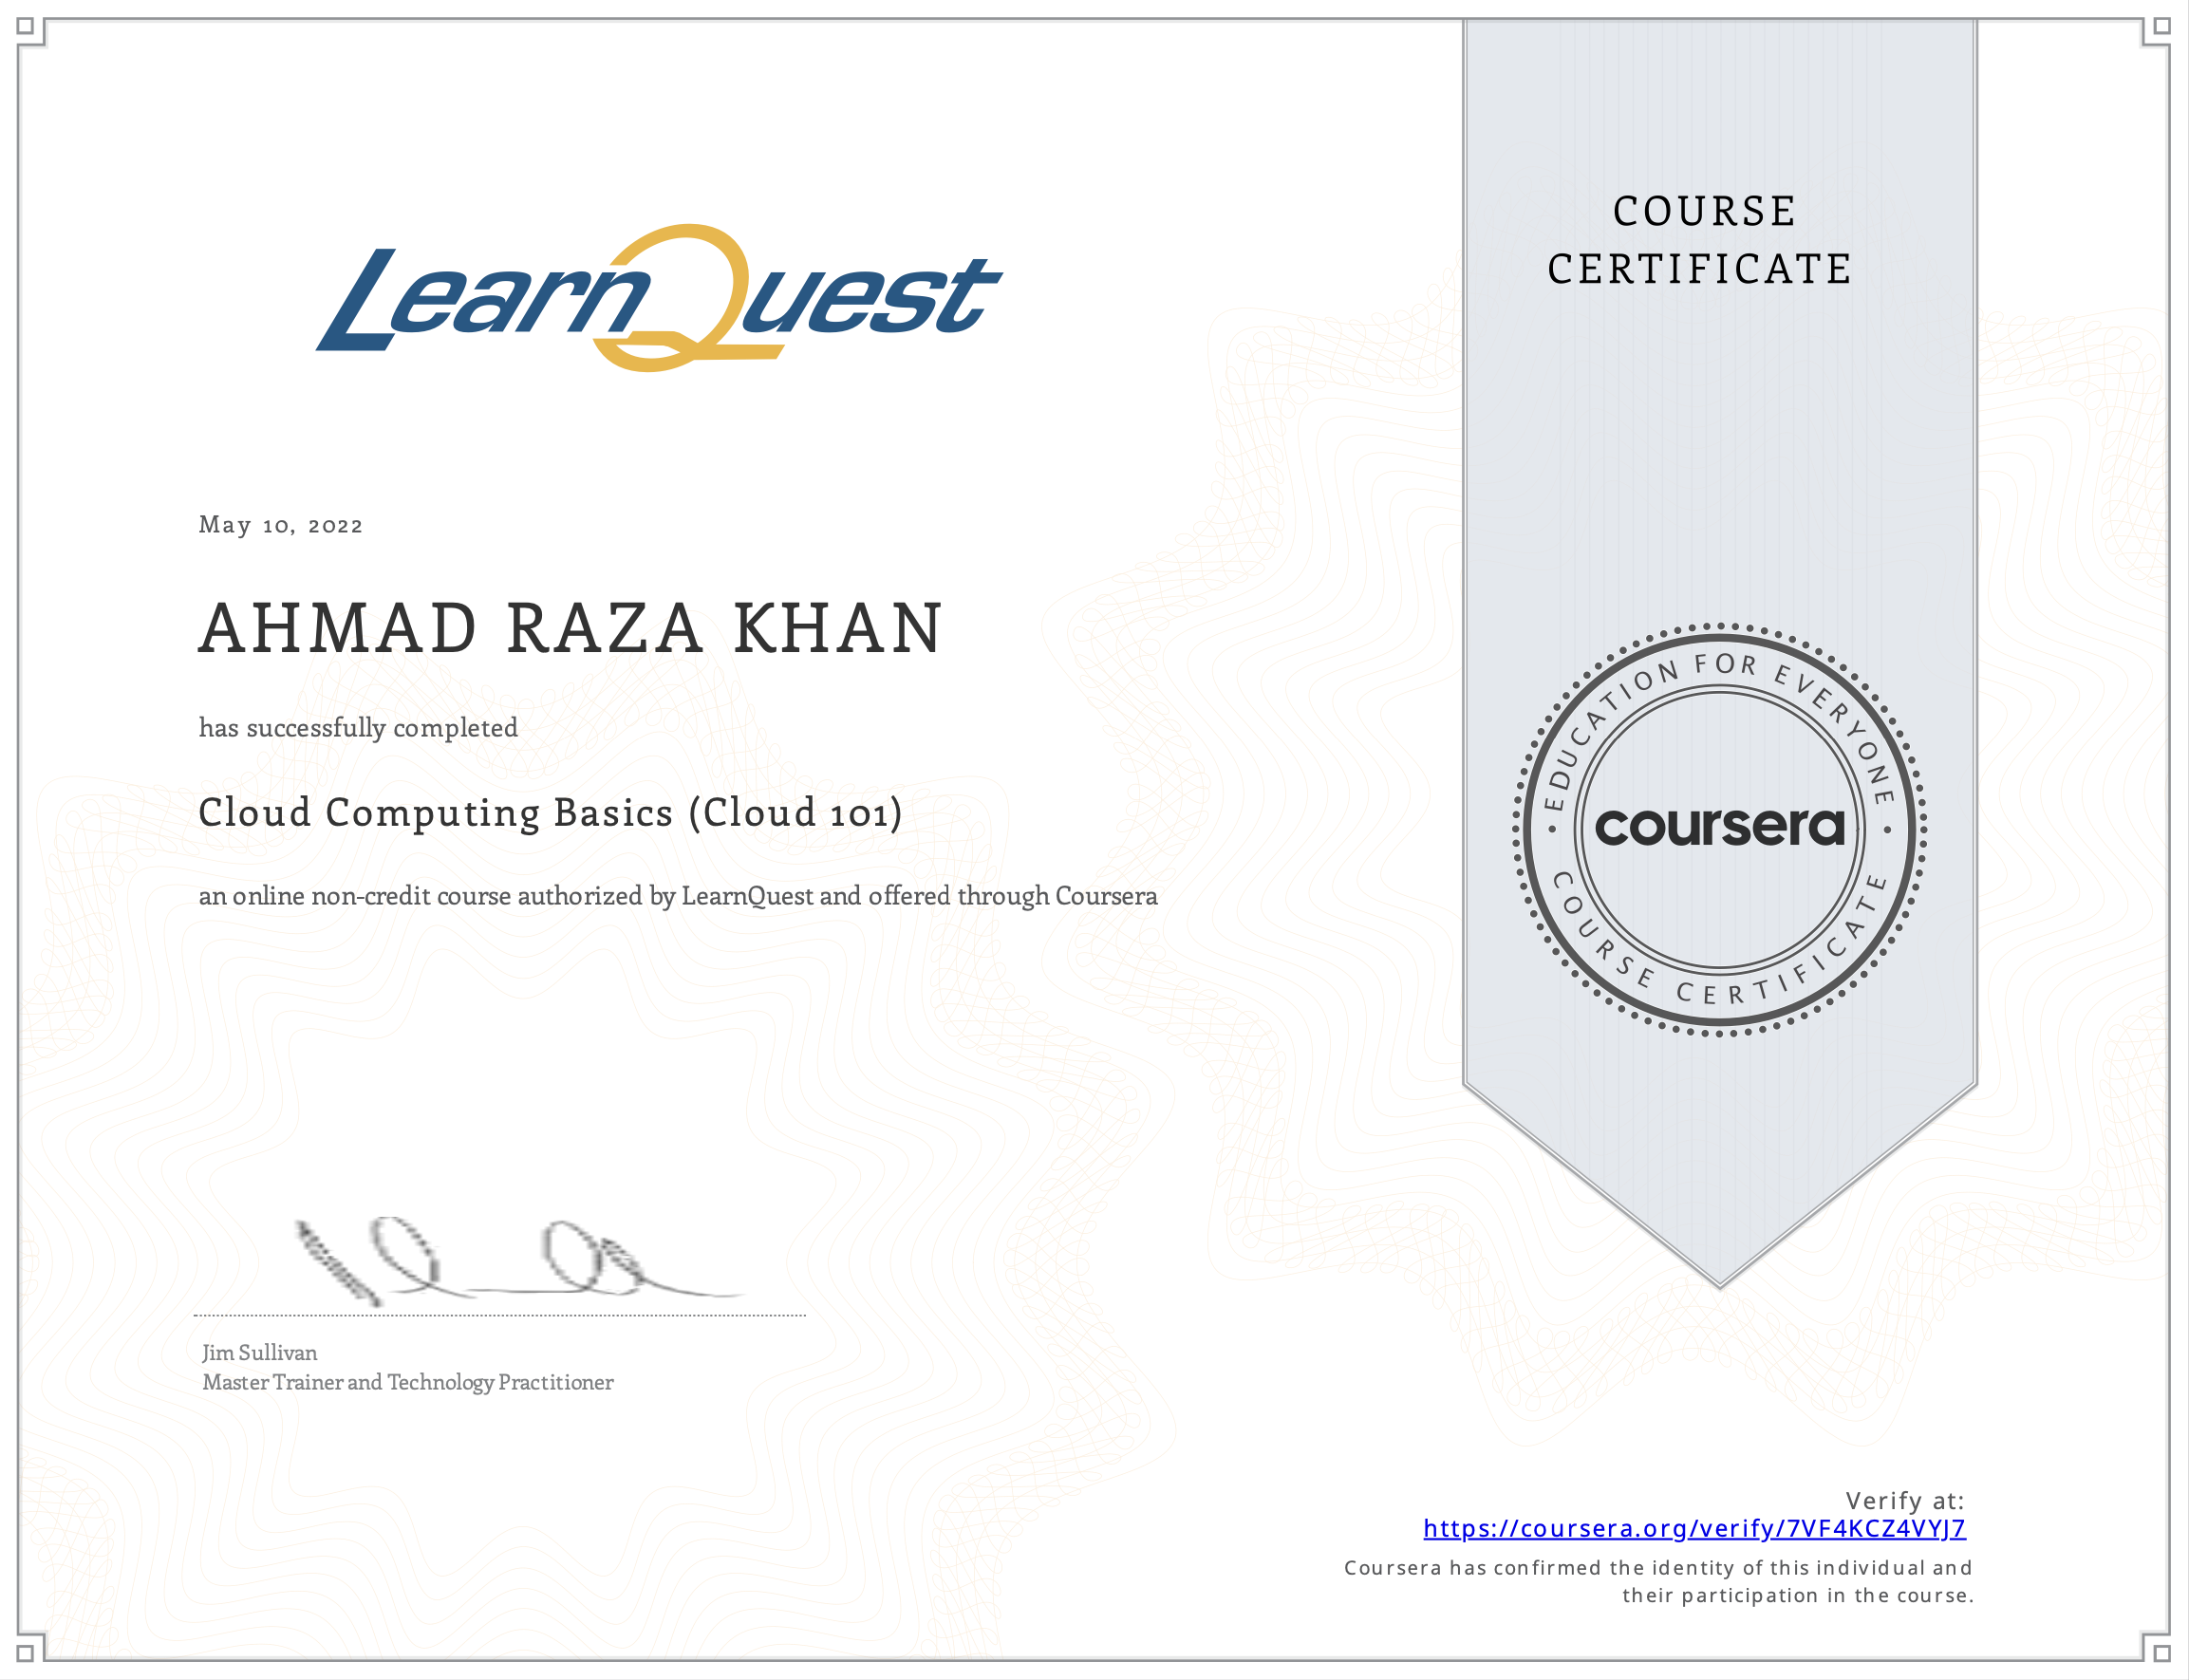 LearnQuest
COURSE
CERTIFICATE
May 10, 2022
AHMAD RAZA KHAN
has successfully completed
Cloud Computing Basics (Cloud 101)
an online non-credit course authorized by LearnQuest and offered through Coursera
EDUCATION FOR EVERYONE
coursera
COURSE CERTIFICATE
Jim Sullivan
Master Trainer and Technology Practitioner
Verify at:
https://coursera.org/verify/7VF4KCZ4VYJ7
Coursera has confirmed the identity of this individual and
their participation in the course.